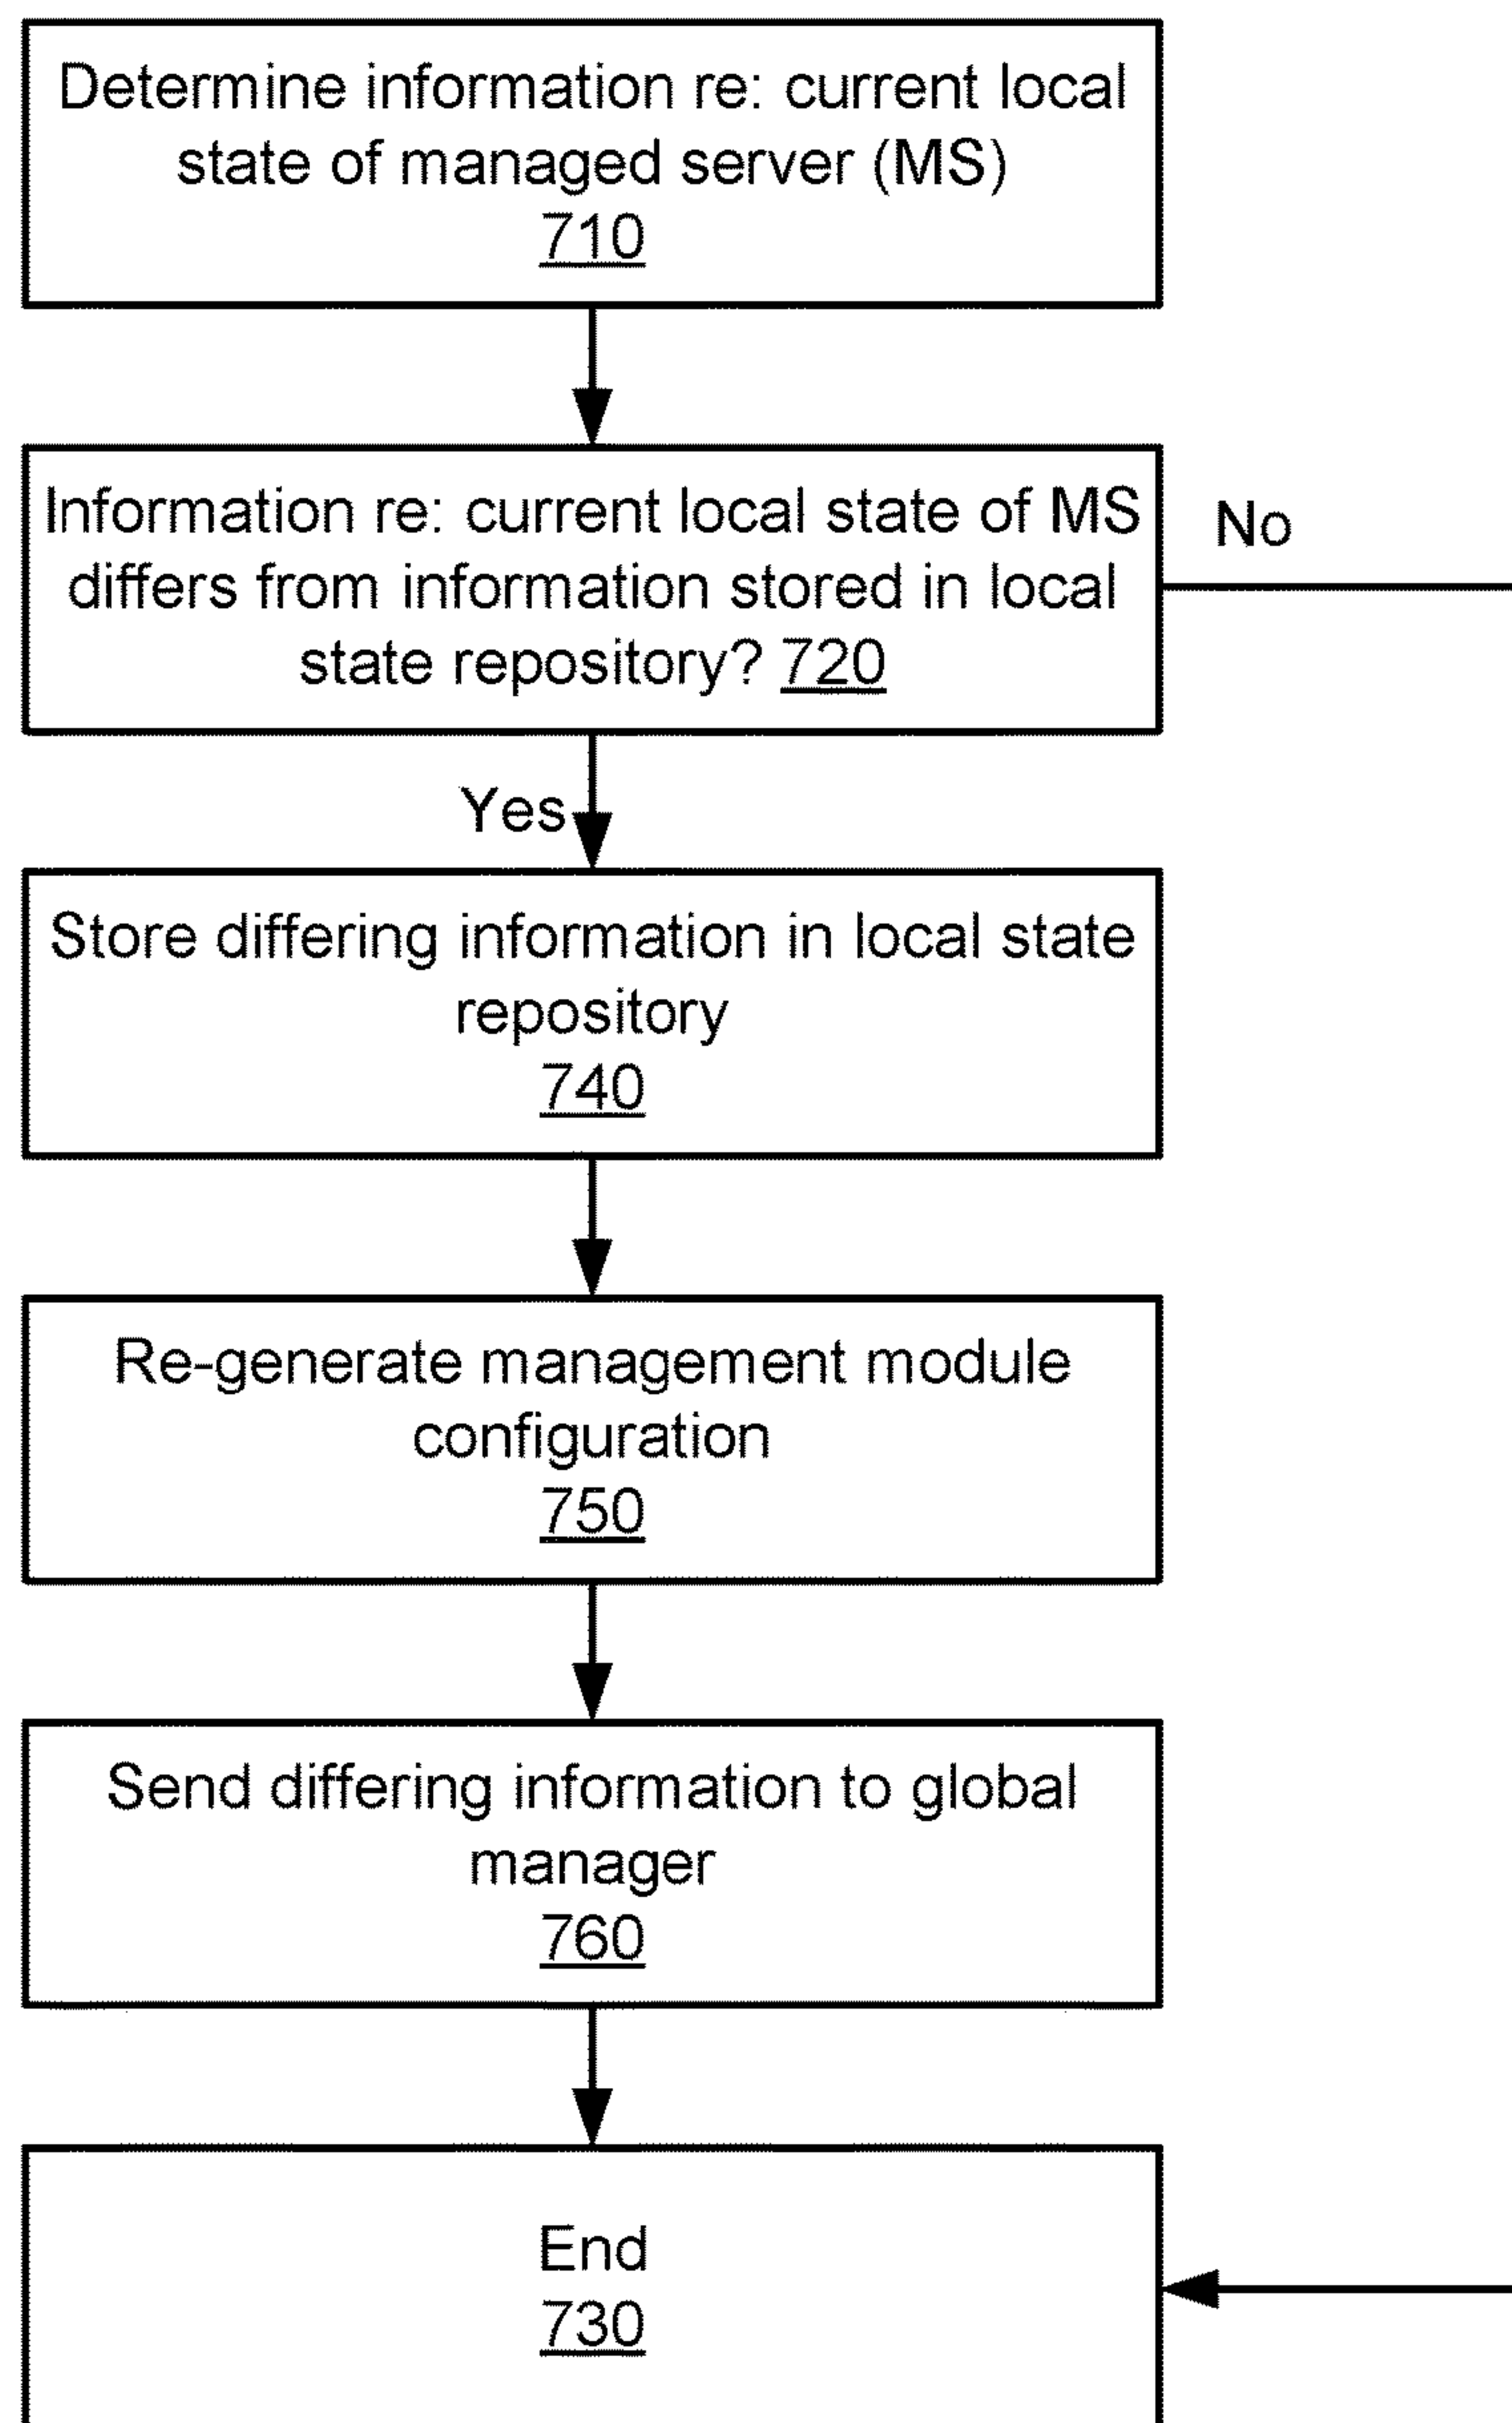 Determine information re: current local
state of managed server (MS)
710
Information re: current local state of MS
differs from information stored in local
state repository? 720
No
Yes
Store differing information in local state
repository
740
Re-generate management module
configuration
750
Send differing information to global
manager
760
End
730